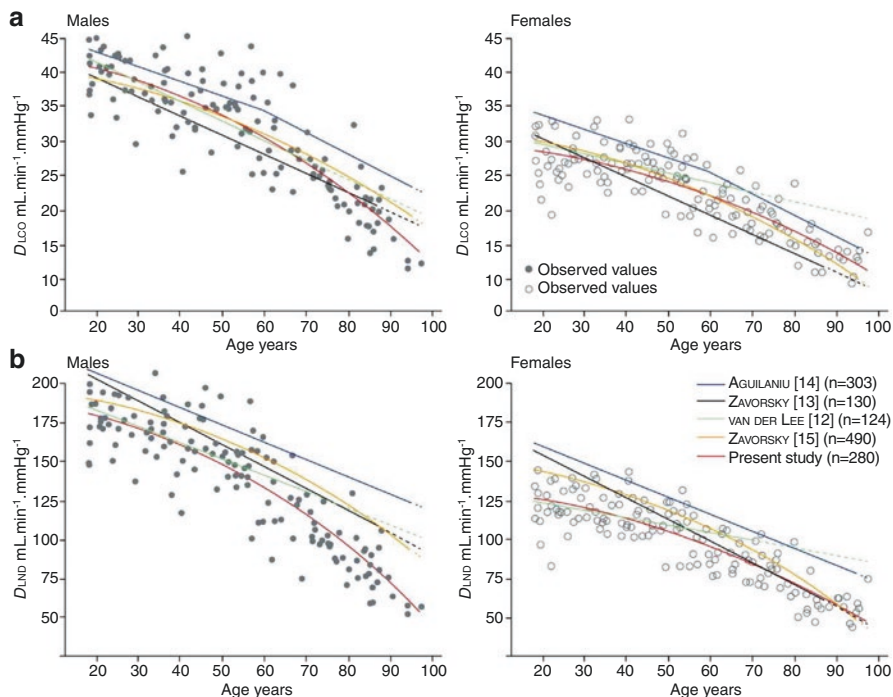 a
Males
Females
45
40
35
30
25
20
15
10
0
DLCO mL.min-1.mmHg-1
20 30 40 50 60 70 80 90 100
Age years
45
40
35
30
25
20
15
10
0
DLCO mL.min-1.mmHg-1
Observed values
Observed values
20 30 40 50 60 70 80 90 100
Age years
b
Males
Females
200
175
150
125
100
75
50
DLND mL.min-1.mmHg-1
20 30 40 50 60 70 80 90 100
Age years
200
175
150
125
100
75
50
DLND mL.min-1.mmHg-1
AGUILANIU [14] (n=303)
ZAVORSKY [13] (n=130)
VAN DER LEE [12] (n=124)
ZAVORSKY [15] (n=490)
Present study (n=280)
20 30 40 50 60 70 80 90 100
Age years